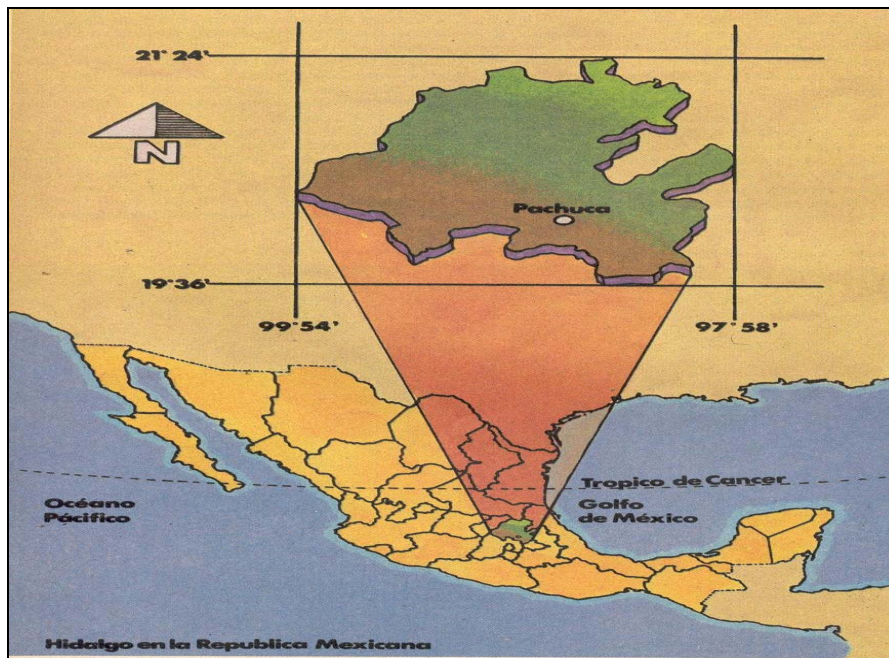 21° 24'
N
Pachuca
19° 36'
99° 54'
97° 58'
Tropico de Cancer
Océano
Pácifico
Golfo
de México
Hidalgo en la Republica Mexicana